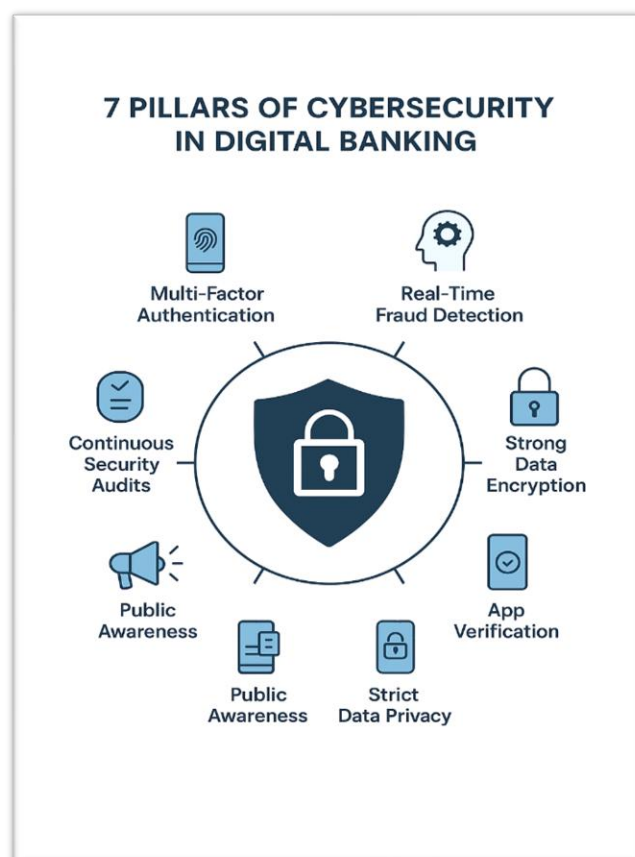 7 PILLARS OF CYBERSECURITY
IN DIGITAL BANKING
Multi-Factor
Authentication
Real-Time
Fraud Detection
Continuous
Security
Audits
Strong
Data
Encryption
Public
Awareness
App
Verification
Public
Awareness
Strict
Data Privacy